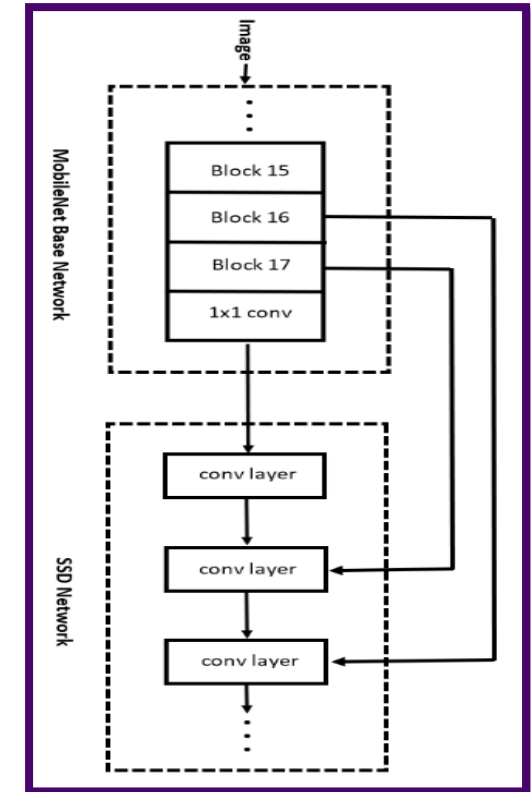 Image
MobileNet Base Network
Block 15
Block 16
Block 17
1x1 conv
SSD Network
conv layer
conv layer
conv layer